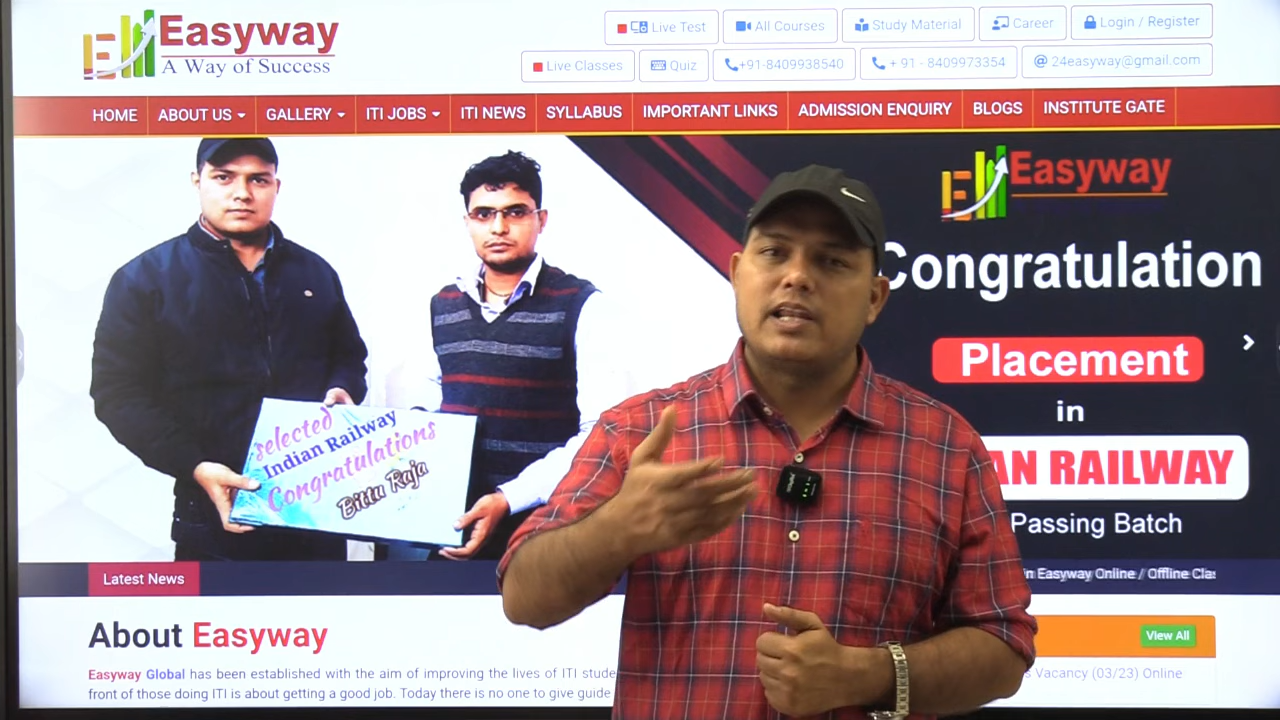 Easyway
A Way of Success
Live Test
All Courses
Study Material
Career
Login / Register
Live Classes
Quiz
+91-8409938540
+ 91 - 8409973354
@ 24easyway@gmail.com
HOME
ABOUT US
GALLERY
ITI JOBS
ITI NEWS
SYLLABUS
IMPORTANT LINKS
ADMISSION ENQUIRY
BLOGS
INSTITUTE GATE
Easyway
Congratulation
Placement
in
AN RAILWAY
Passing Batch
selected
Indian Railway
Congratulations
Bittu Raja
Latest News
in Easyway Online / Offline Clas
About Easyway
View All
Easyway Global has been established with the aim of improving the lives of ITI stude
front of those doing ITI is about getting a good job. Today there is no one to give guide
s Vacancy (03/23) Online